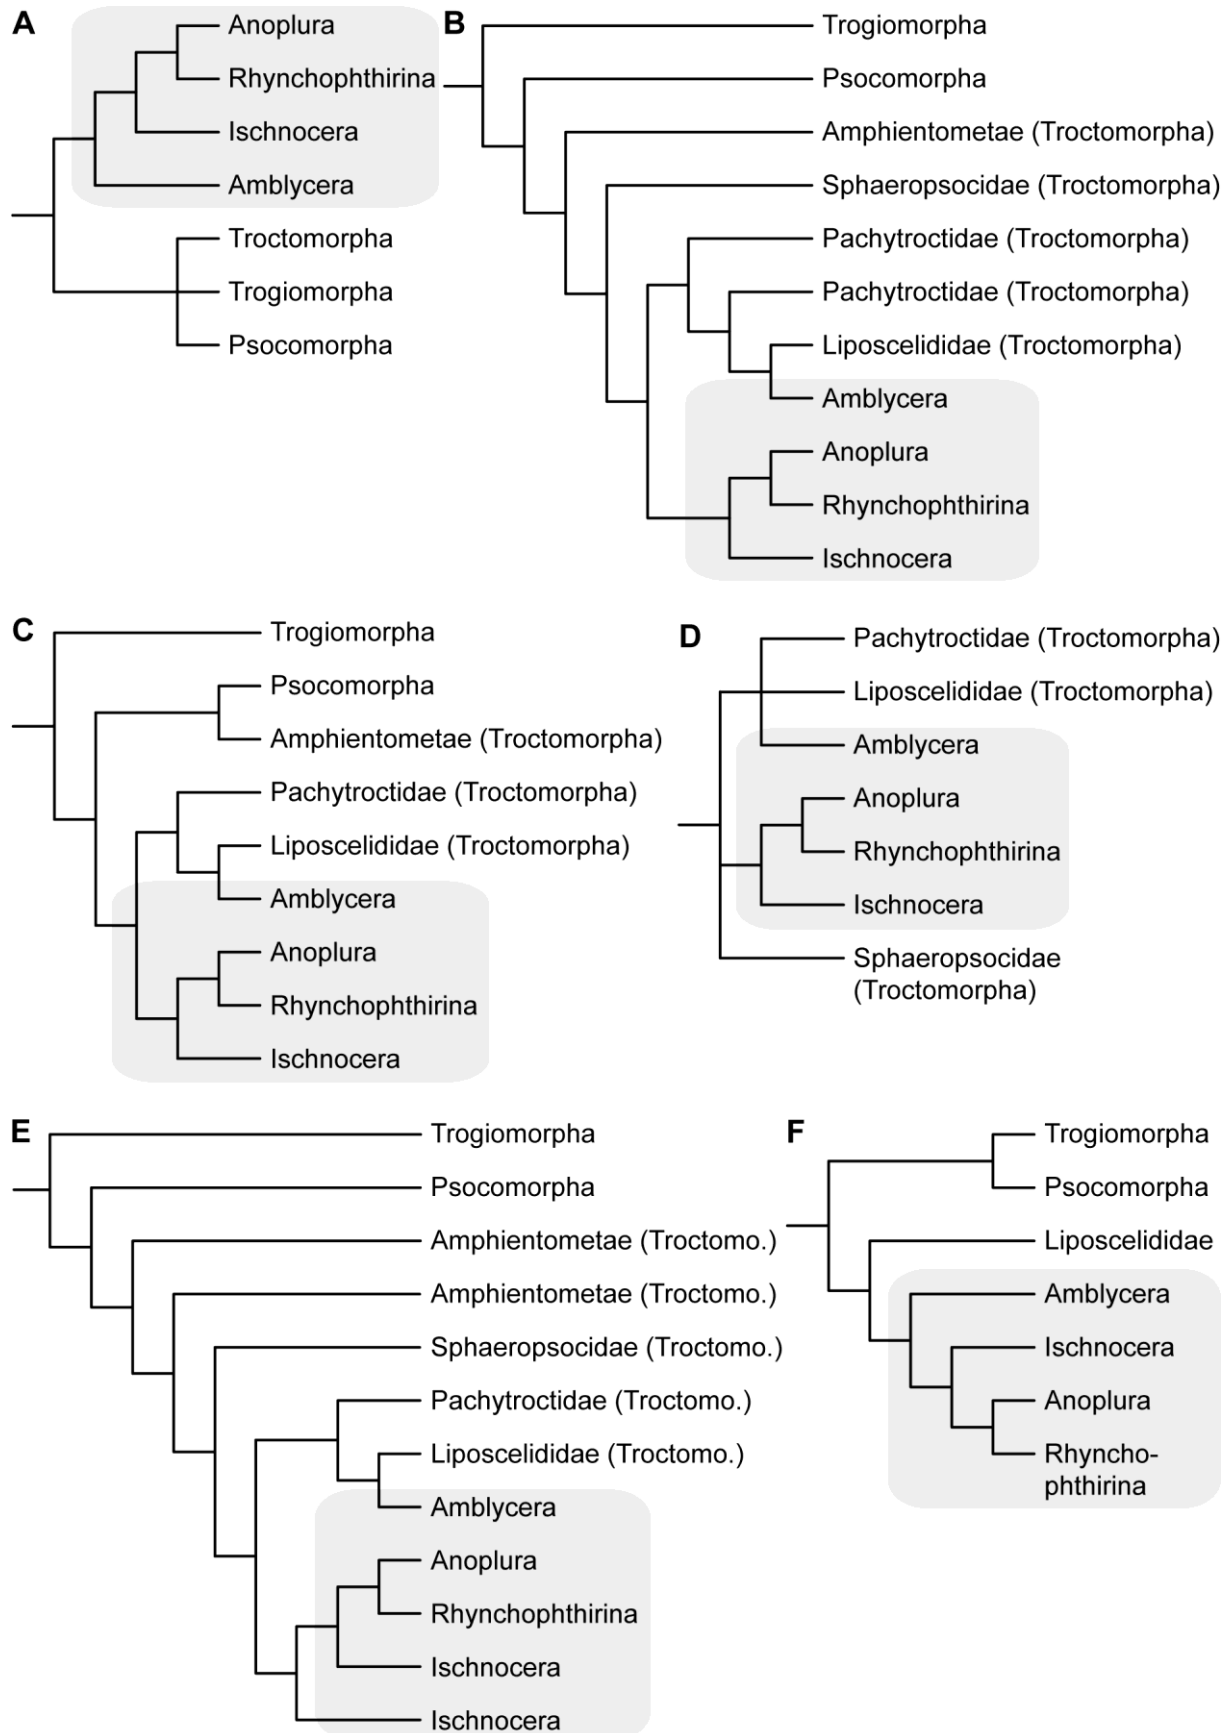 A
Anoplura
Rhynchophthirina
Ischnocera
Amblycera
Troctomorpha
Trogiomorpha
Psocomorpha
B
Trogiomorpha
Psocomorpha
Amphientometae (Troctomorpha)
Sphaeropsocidae (Troctomorpha)
Pachytroctidae (Troctomorpha)
Pachytroctidae (Troctomorpha)
Liposcelididae (Troctomorpha)
Amblycera
Anoplura
Rhynchophthirina
Ischnocera
C
Trogiomorpha
Psocomorpha
Amphientometae (Troctomorpha)
Pachytroctidae (Troctomorpha)
Liposcelididae (Troctomorpha)
Amblycera
Anoplura
Rhynchophthirina
Ischnocera
D
Pachytroctidae (Troctomorpha)
Liposcelididae (Troctomorpha)
Amblycera
Anoplura
Rhynchophthirina
Ischnocera
Sphaeropsocidae
(Troctomorpha)
E
Trogiomorpha
Psocomorpha
Amphientometae (Troctomo.)
Amphientometae (Troctomo.)
Sphaeropsocidae (Troctomo.)
Pachytroctidae (Troctomo.)
Liposcelididae (Troctomo.)
Amblycera
Anoplura
Rhynchophthirina
Ischnocera
Ischnocera
F
Trogiomorpha
Psocomorpha
Liposcelididae
Amblycera
Ischnocera
Anoplura
Rhyncho-
phthirina